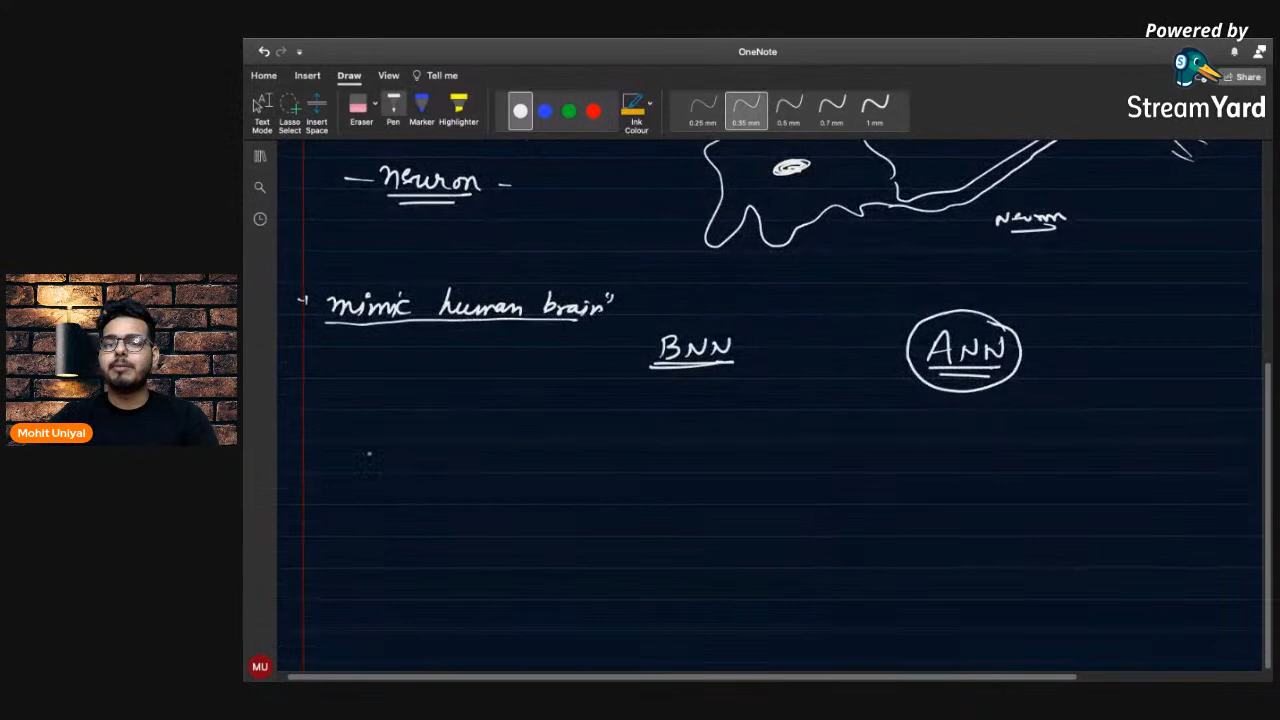 Powered by
StreamYard
OneNote
Home Insert Draw View Tell me
Share
Text Mode
Lasso Select
Insert Space
Eraser
Pen
Marker
Highlighter
Ink Colour
0.25 mm
0.35 mm
0.5 mm
0.7 mm
1 mm
— Neuron -
Neuron
" mimic human brain"
BNN
ANN
Mohit Uniyal
MU